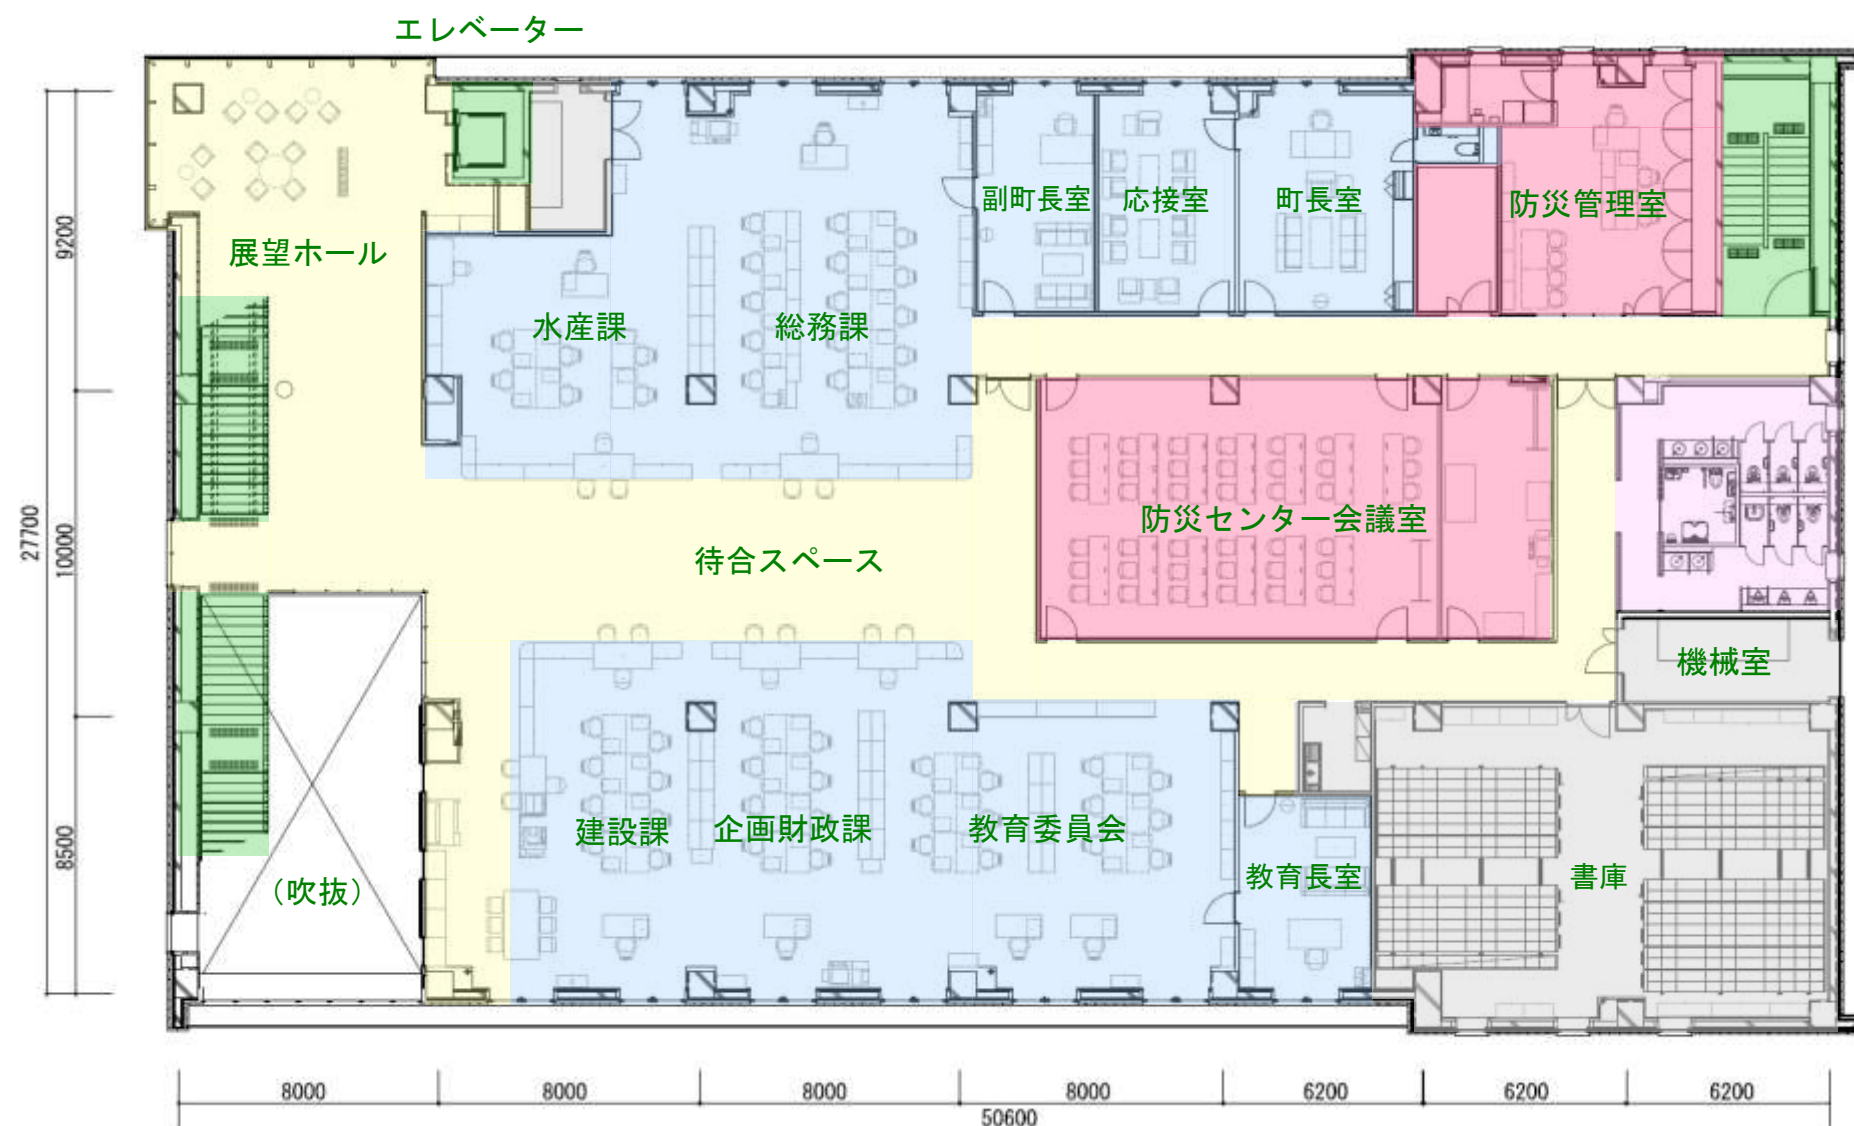 エレベーター
展望ホール
水産課
総務課
副町長室
応接室
町長室
防災管理室
防災センター会議室
待合スペース
機械室
建設課
企画財政課
教育委員会
教育長室
書庫
（吹抜）
9200
27700
10000
8500
8000
8000
8000
8000
6200
6200
6200
50600